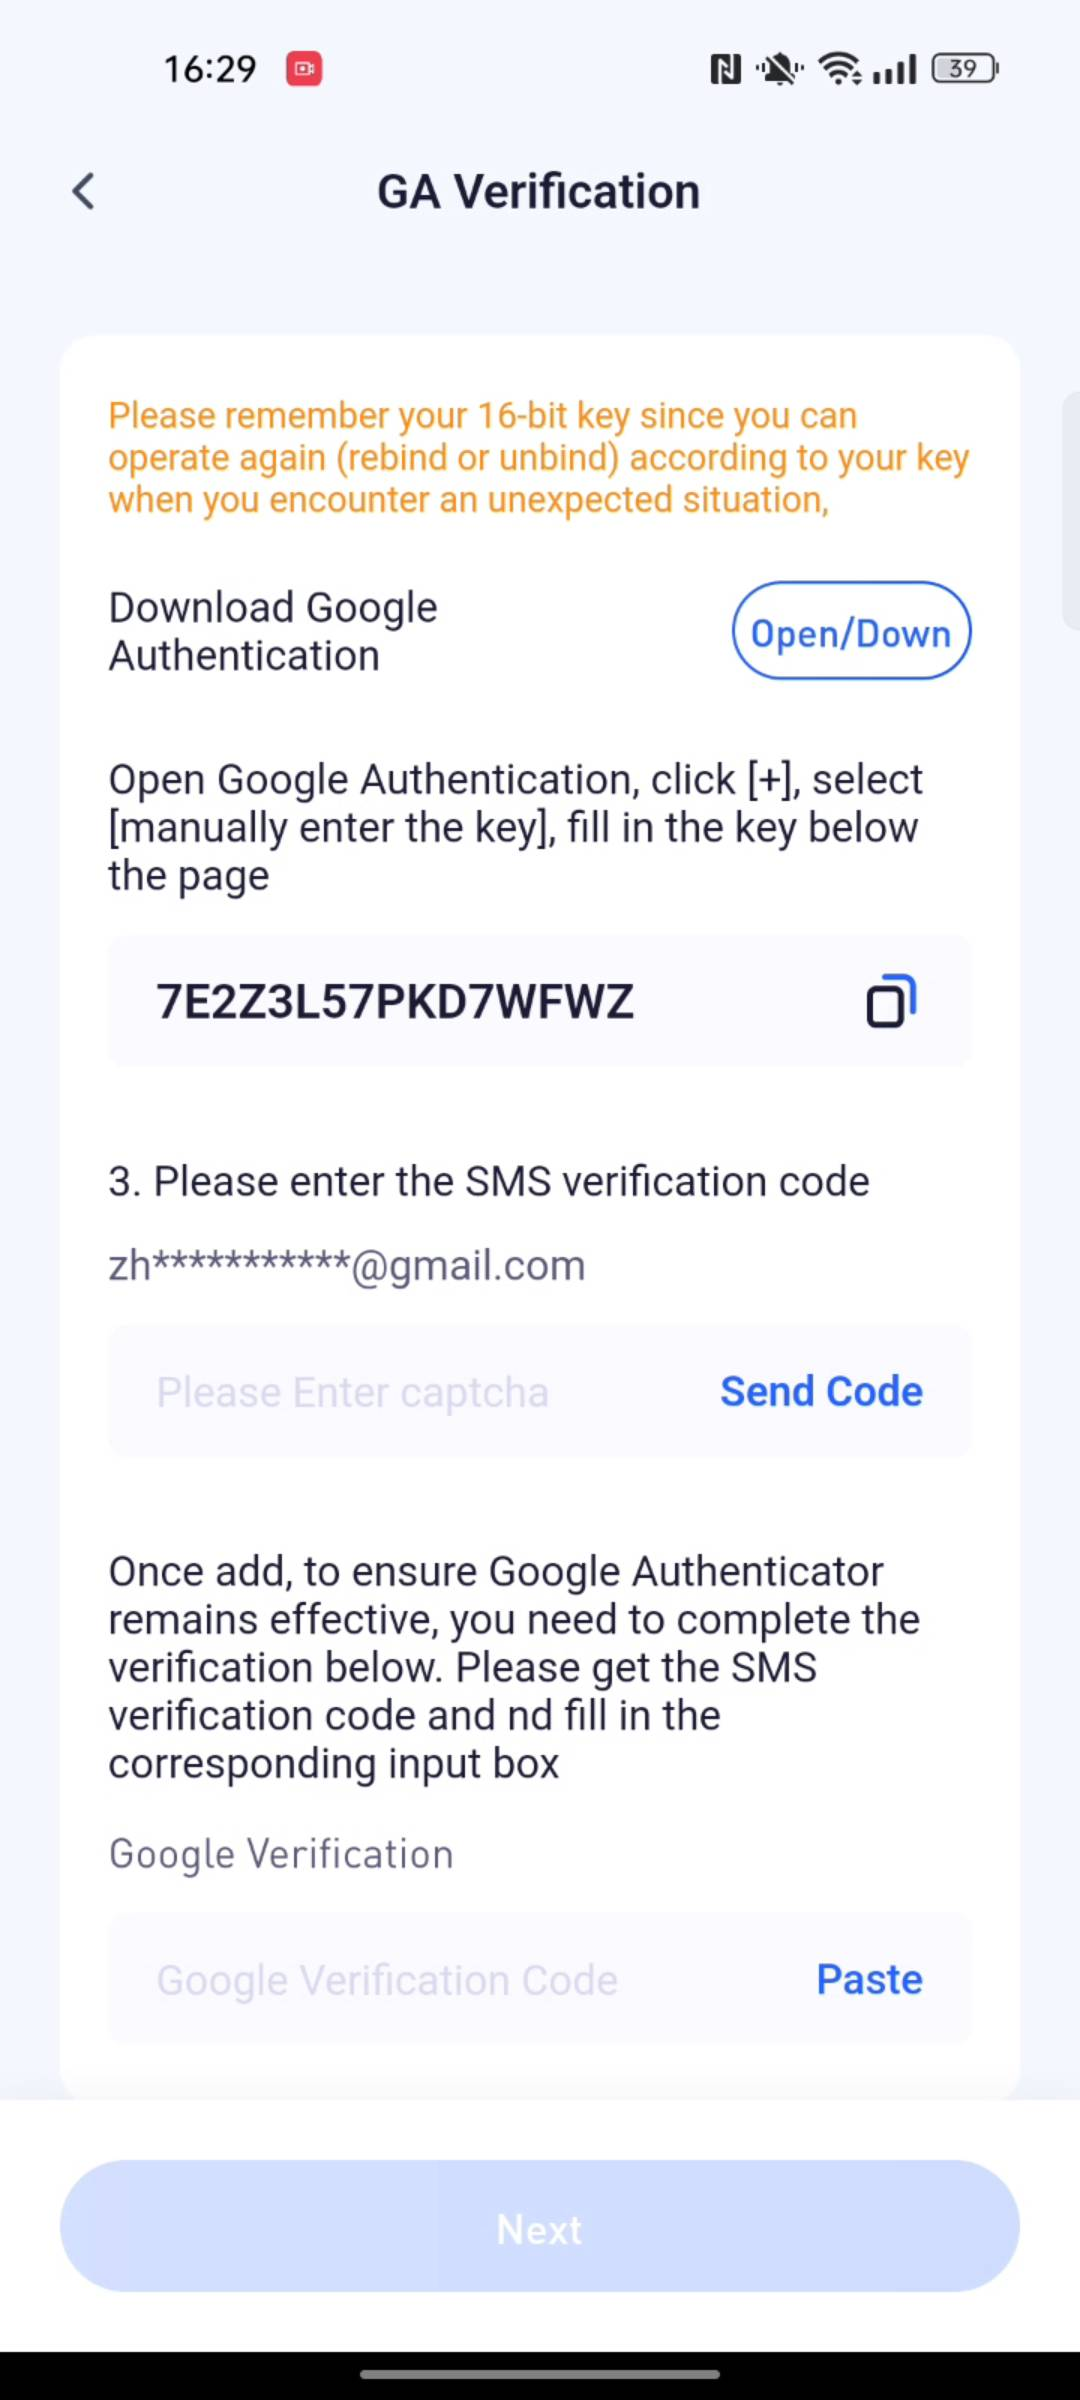 16:29
39
GA Verification
Please remember your 16-bit key since you can
operate again (rebind or unbind) according to your key
when you encounter an unexpected situation,
Download Google
Authentication
Open/Down
Open Google Authentication, click [+], select
[manually enter the key], fill in the key below
the page
7E2Z3L57PKD7WFWZ
3. Please enter the SMS verification code
zh***********@gmail.com
Please Enter captcha
Send Code
Once add, to ensure Google Authenticator
remains effective, you need to complete the
verification below. Please get the SMS
verification code and nd fill in the
corresponding input box
Google Verification
Google Verification Code
Paste
Next